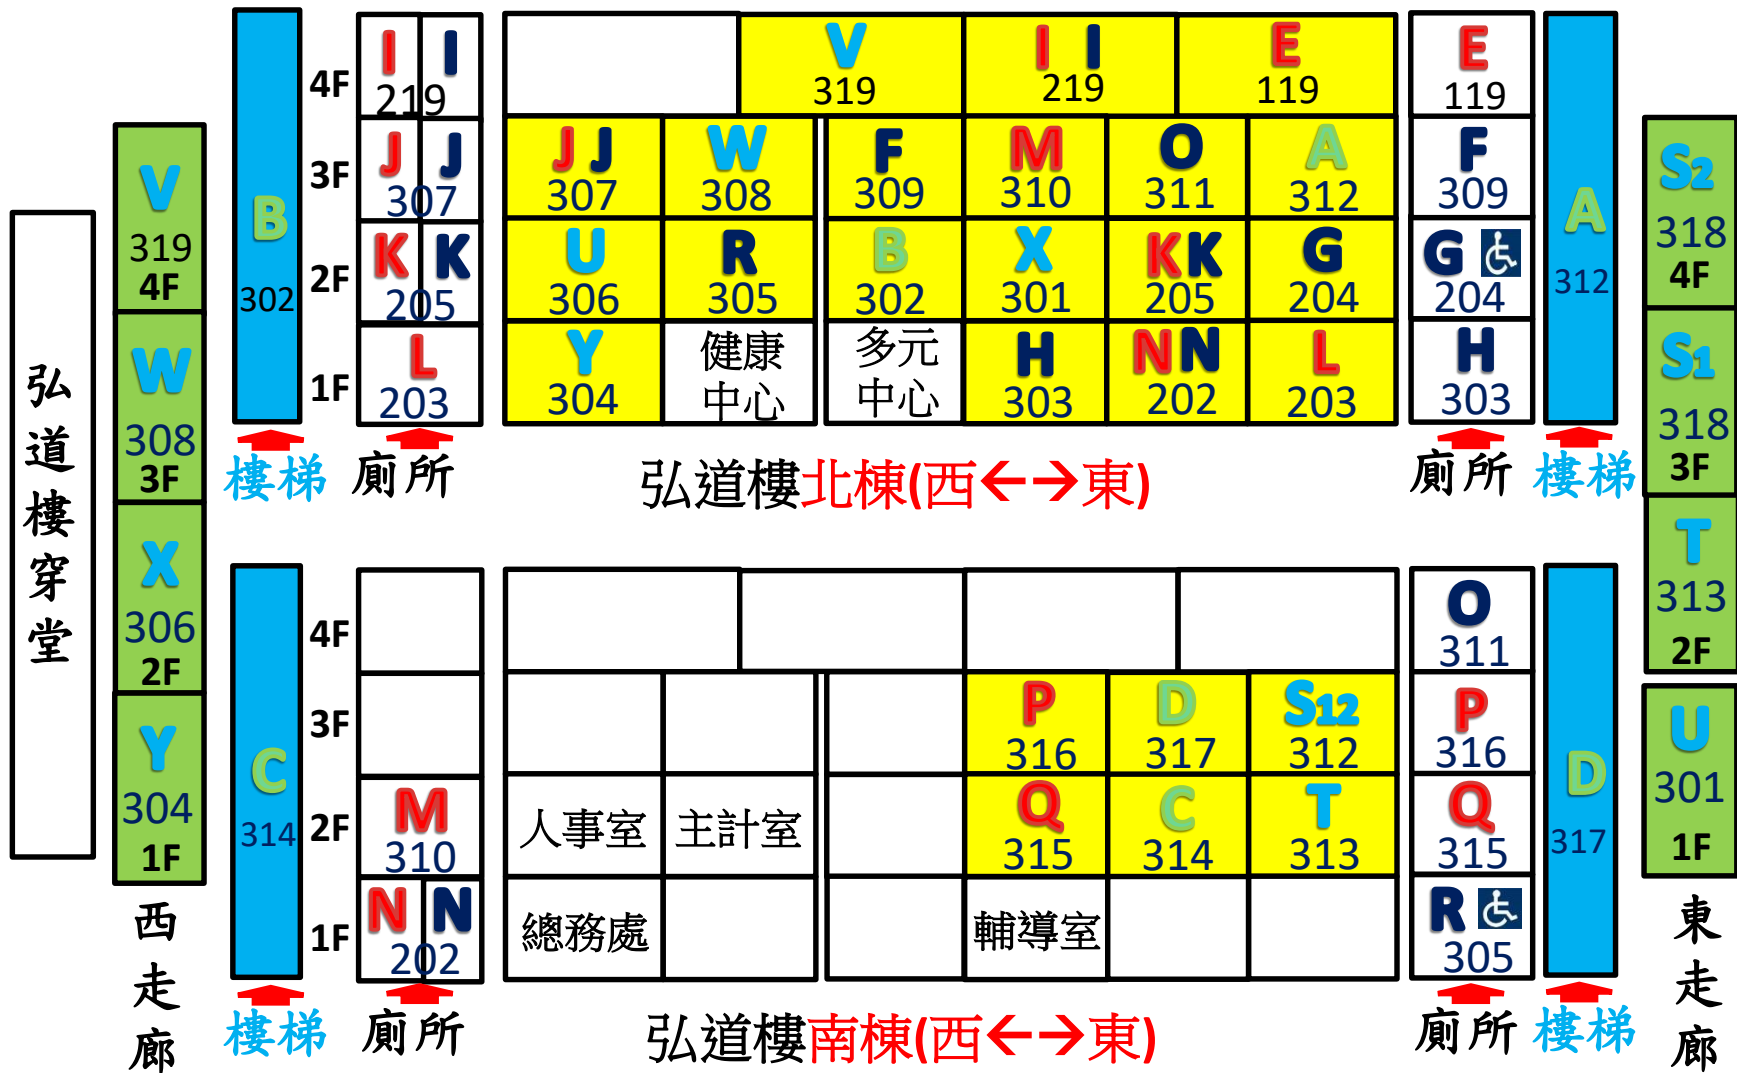 V I I E
4F I I 319 219 119 E
219 119
V 319 4F
B 302
3F J J 307
J J 307
W 308
F 309
M 310
O 311
A 312
F 309
A 312
S2 318 4F
2F K K 205
U 306
R 305
B 302
X 301
K K 205
G 204
G 204
W 308 3F
1F L 203
Y 304
健康
中心
多元
中心
H 303
N N 202
L 203
H 303
S1 318 3F
樓梯 廁所 弘道樓北棟(西←→東) 廁所 樓梯
弘道樓穿堂
X 306 2F
C 314
4F
O 311
D 317
T 313 2F
3F
P 316
D 317
S12 312
P 316
Y 304 1F
2F M 310
人事室 主計室
Q 315
C 314
T 313
Q 315
U 301 1F
1F N N 202
總務處
輔導室
R 305
西走廊
樓梯 廁所 弘道樓南棟(西←→東) 廁所 樓梯
東走廊